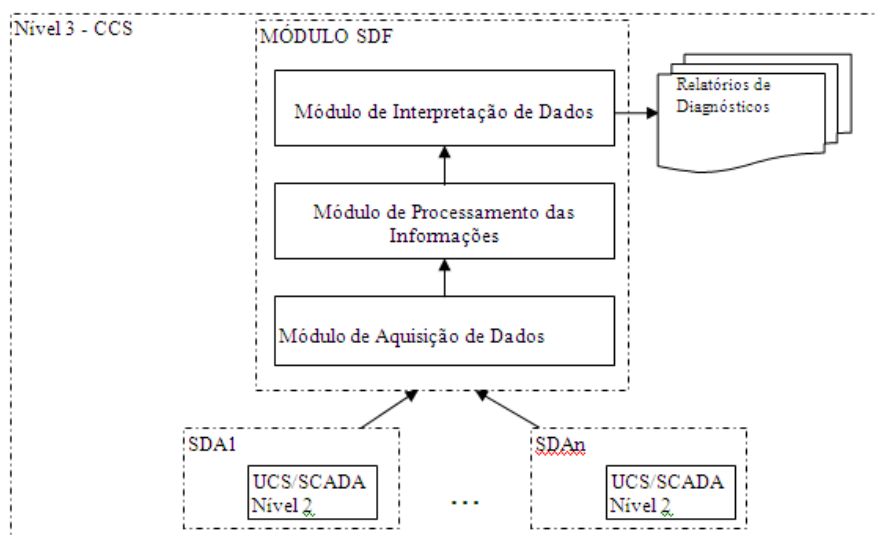 Nível 3 - CCS
MÓDULO SDF
Módulo de Interpretação de Dados
Relatórios de
Diagnósticos
Módulo de Processamento das
Informações
Módulo de Aquisição de Dados
SDA1
UCS/SCADA
Nível 2
...
SDAn
UCS/SCADA
Nível 2